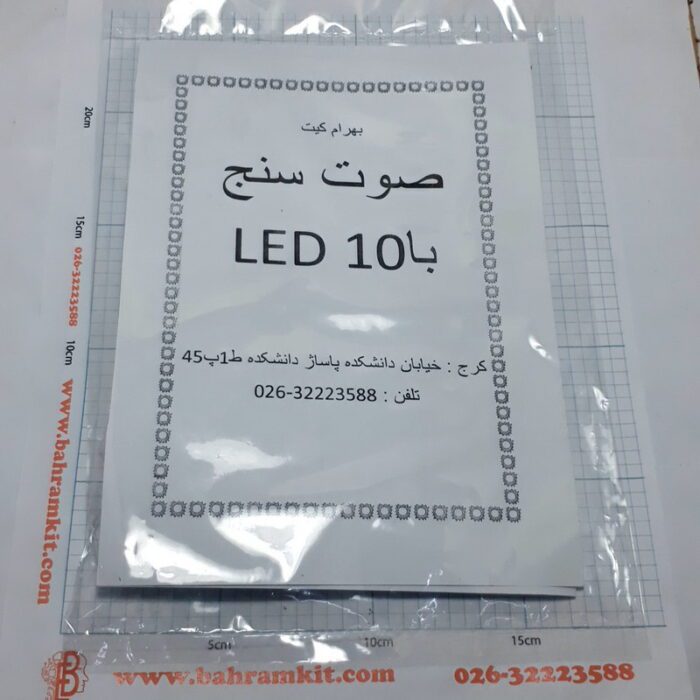 بهرام کیت
صوت سنج
با10 LED
کرج : خیابان دانشکده پاساژ دانشکده ط1پ45
تلفن : 026-32223588
20cm
15cm
10cm
026-32223588
www.bahramkit.com
5cm
10cm
15cm
B
www.bahramkit.com
026-32223588